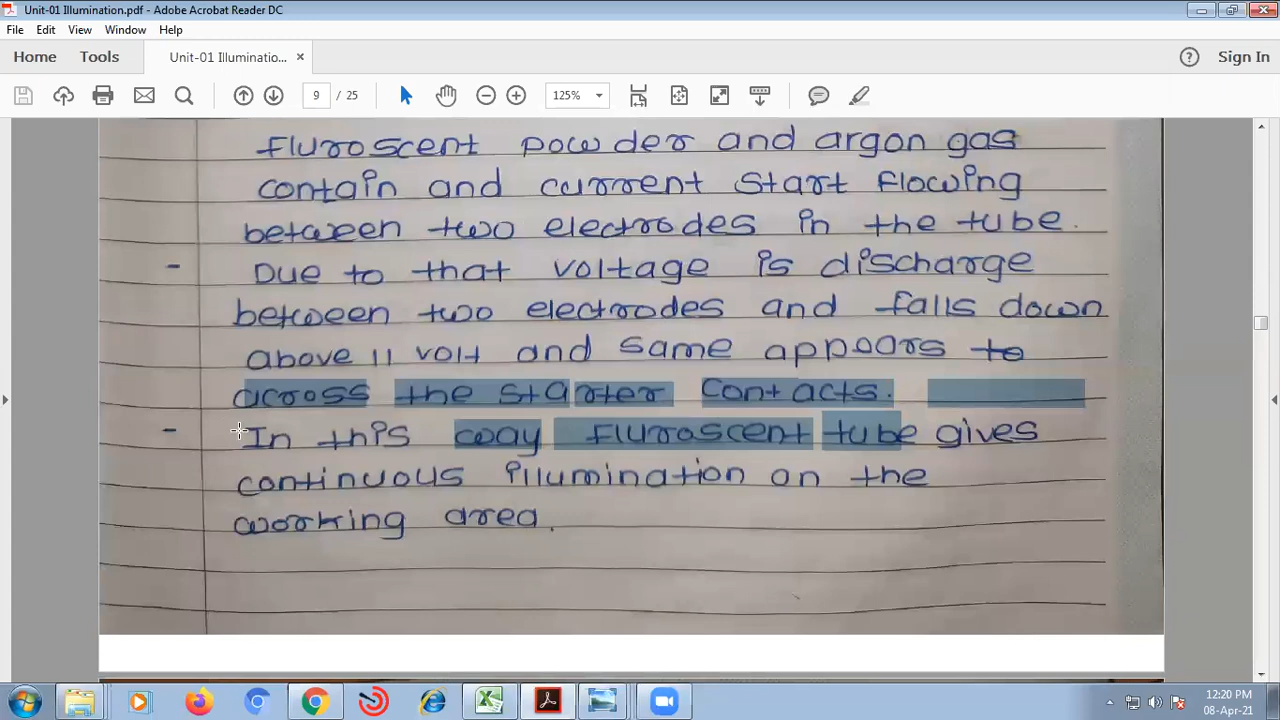 Unit-01 Illumination.pdf - Adobe Acrobat Reader DC
File Edit View Window Help
Home Tools Unit-01 Illuminatio... × Sign In
9 / 25 125%
Fluroscent powder and argon gas
contain and current start flowing
between two electrodes in the tube.
- Due to that voltage is discharge
between two electrodes and falls down
above 11 volt and same appears to
across the starter contacts.
- In this way fluroscent tube gives
continuous illumination on the
working area.
12:20 PM
08-Apr-21